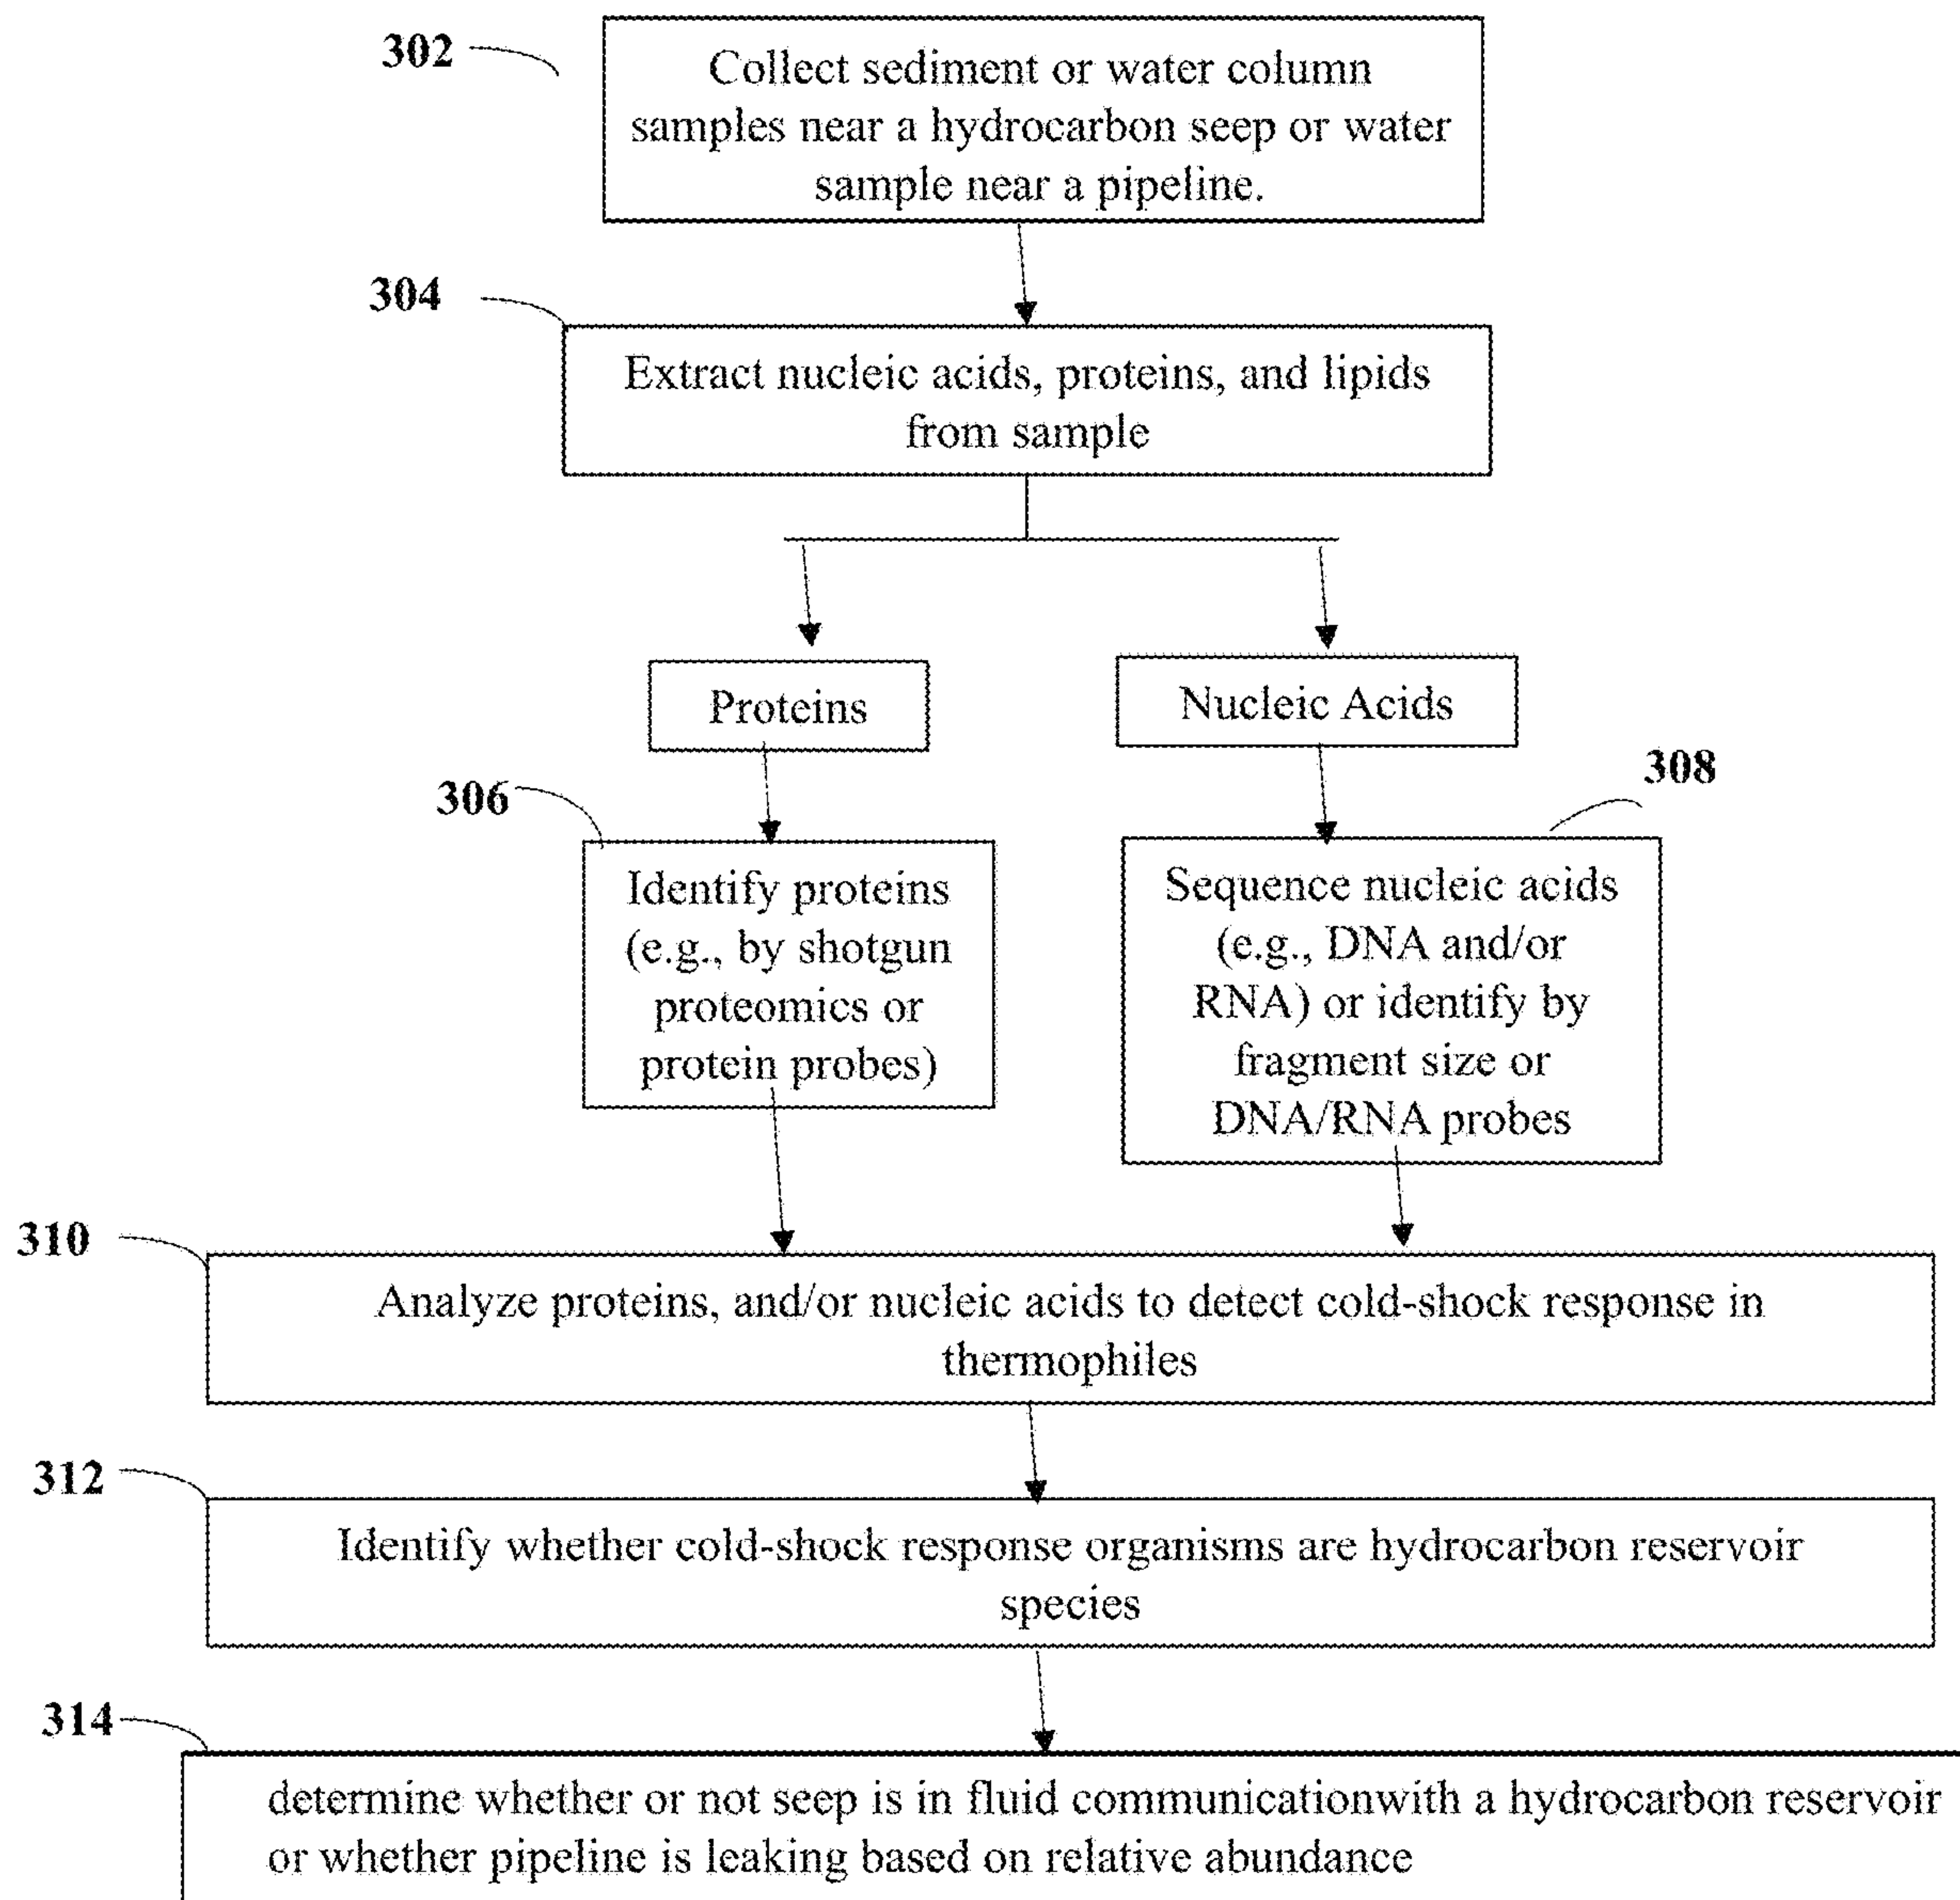 302
Collect sediment or water column
samples near a hydrocarbon seep or water
sample near a pipeline.
304
Extract nucleic acids, proteins, and lipids
from sample
Proteins
Nucleic Acids
306
308
Identify proteins
(e.g., by shotgun
proteomics or
protein probes)
Sequence nucleic acids
(e.g., DNA and/or
RNA) or identify by
fragment size or
DNA/RNA probes
310
Analyze proteins, and/or nucleic acids to detect cold-shock response in
thermophiles
312
Identify whether cold-shock response organisms are hydrocarbon reservoir
species
314
determine whether or not seep is in fluid communicationwith a hydrocarbon reservoir
or whether pipeline is leaking based on relative abundance